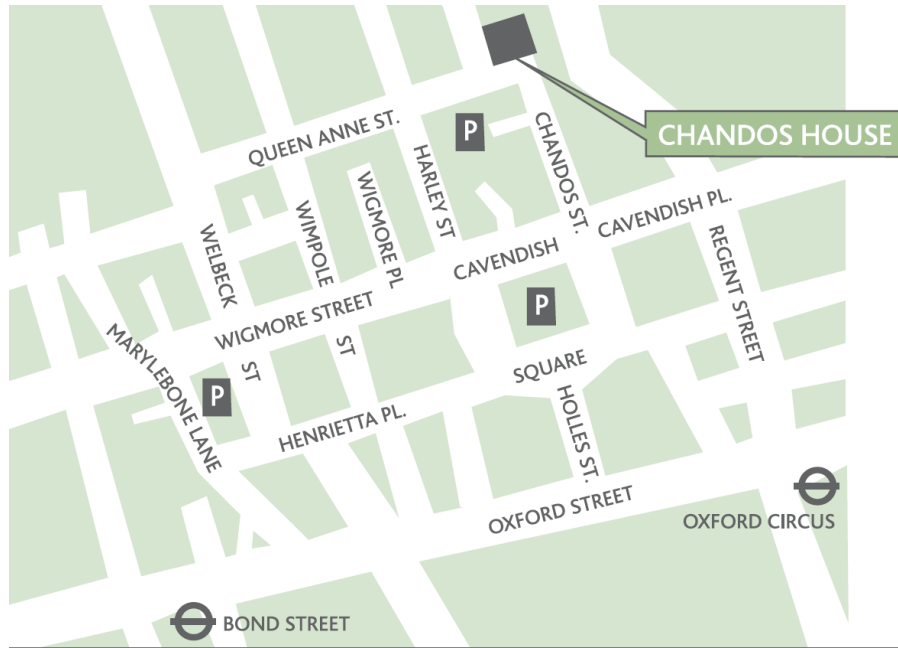 P
QUEEN ANNE ST.
CHANDOS HOUSE
HARLEY ST
CHANDOS ST.
WIGMORE PL
WIMPOLE
ST
WELBECK
ST
CAVENDISH
SQUARE
CAVENDISH PL.
REGENT STREET
P
WIGMORE STREET
MARYLEBONE LANE
P
HENRIETTA PL.
HOLLES ST.
OXFORD STREET
OXFORD CIRCUS
BOND STREET